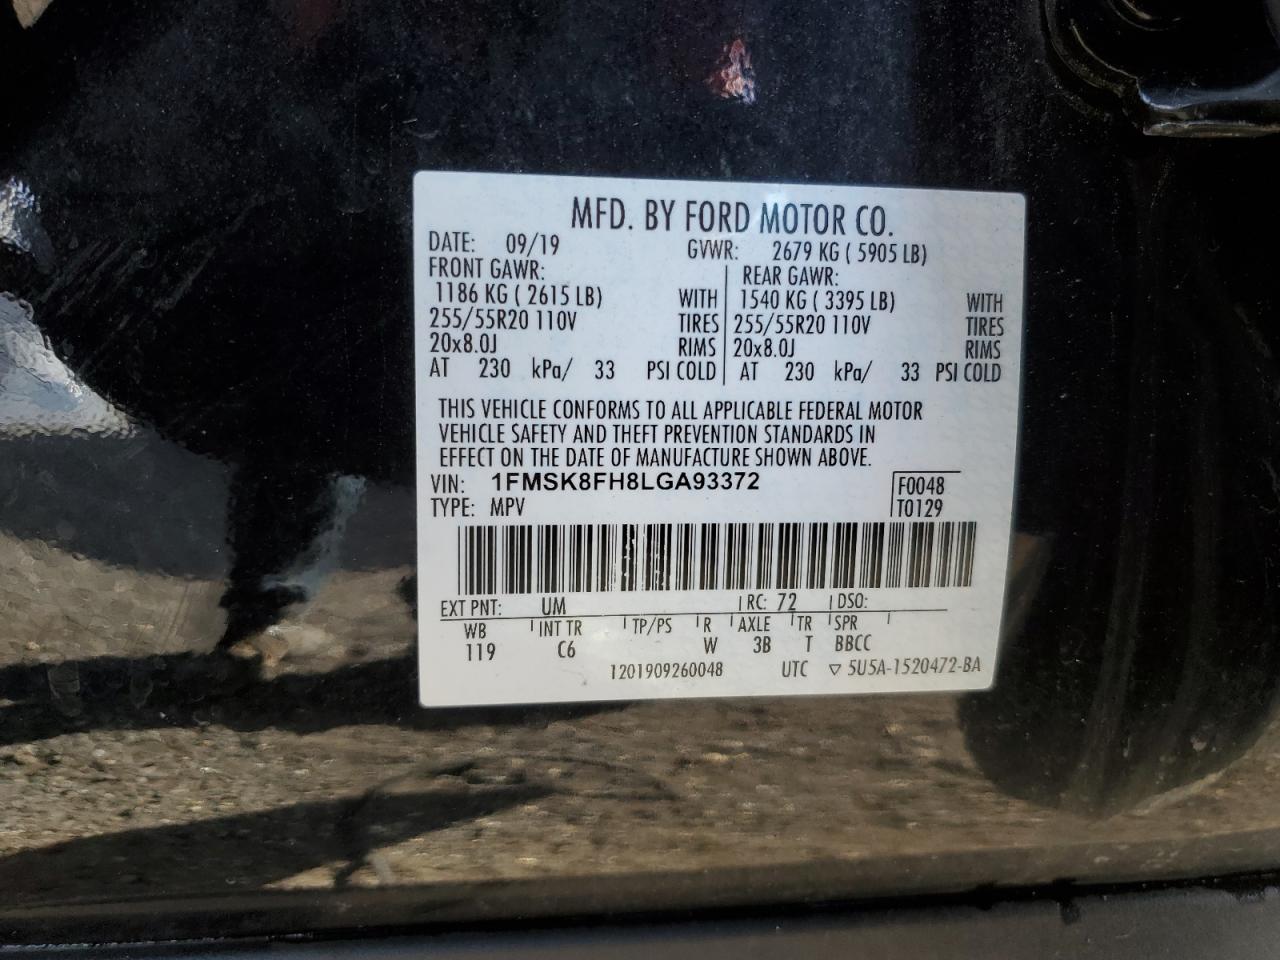 MFD. BY FORD MOTOR CO.
DATE: 09/19 GVWR: 2679 KG ( 5905 LB)
FRONT GAWR: REAR GAWR:
1186 KG ( 2615 LB) WITH 1540 KG ( 3395 LB) WITH
255/55R20 110V TIRES 255/55R20 110V TIRES
20x8.0J RIMS 20x8.0J RIMS
AT 230 kPa/ 33 PSI COLD AT 230 kPa/ 33 PSI COLD
THIS VEHICLE CONFORMS TO ALL APPLICABLE FEDERAL MOTOR
VEHICLE SAFETY AND THEFT PREVENTION STANDARDS IN
EFFECT ON THE DATE OF MANUFACTURE SHOWN ABOVE.
VIN: 1FMSK8FH8LGA93372 F0048
TYPE: MPV T0129
EXT PNT: UM RC: 72 DSO:
WB INT TR TP/PS R AXLE TR SPR
119 C6 W 3B T BBCC
1201909260048 UTC ▽ 5U5A-1520472-BA